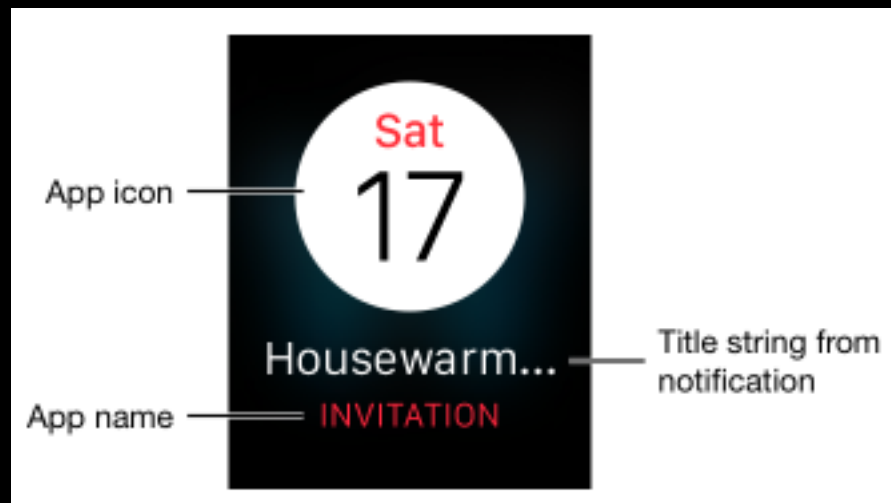 Sat
17
App icon
Housewarm...
Title string from
notification
App name
INVITATION